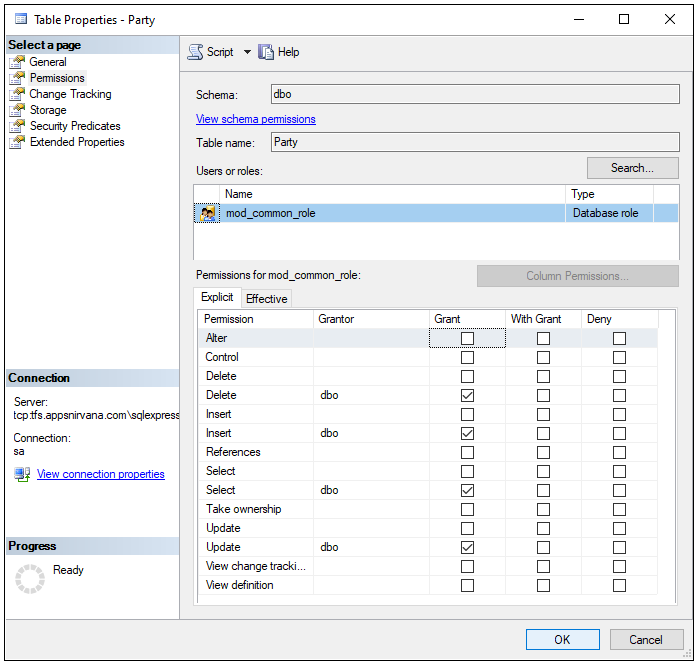 Table Properties - Party
Select a page
General
Permissions
Change Tracking
Storage
Security Predicates
Extended Properties
Connection
Server:
tcp:tfs.appsnirvana.com\sqlexpress
Connection:
sa
View connection properties
Progress
Ready
Script Help
Schema: dbo
View schema permissions
Table name: Party
Users or roles: Search...
Name Type
mod_common_role Database role
Permissions for mod_common_role: Column Permissions...
Explicit Effective
Permission Grantor Grant With Grant Deny
Alter
Control
Delete
Delete dbo
Insert
Insert dbo
References
Select
Select dbo
Take ownership
Update
Update dbo
View change tracki...
View definition
OK Cancel